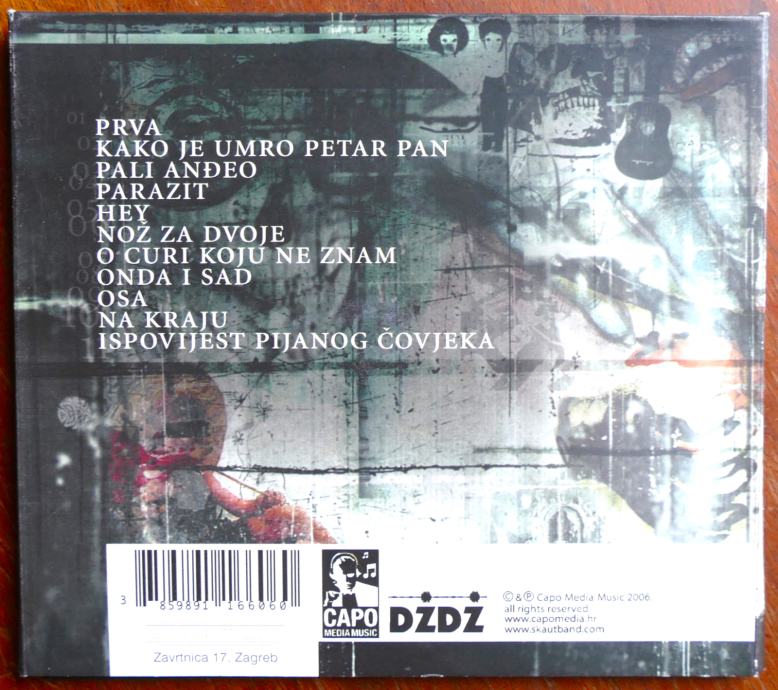 01
PRVA
KAKO JE UMRO PETAR PAN
PALI ANĐEO
PARAZIT
HEY
NOŽ ZA DVOJE
O CURI KOJU NE ZNAM
ONDA I SAD
OSA
NA KRAJU
ISPOVIJEST PIJANOG ČOVJEKA
3 859891 166060
Zavrtnica 17, Zagreb
CAPO
MEDIA MUSIC
DŽDŽ
©&℗ Capo Media Music 2006.
all rights reserved
www.capomedia.hr
www.skautband.com